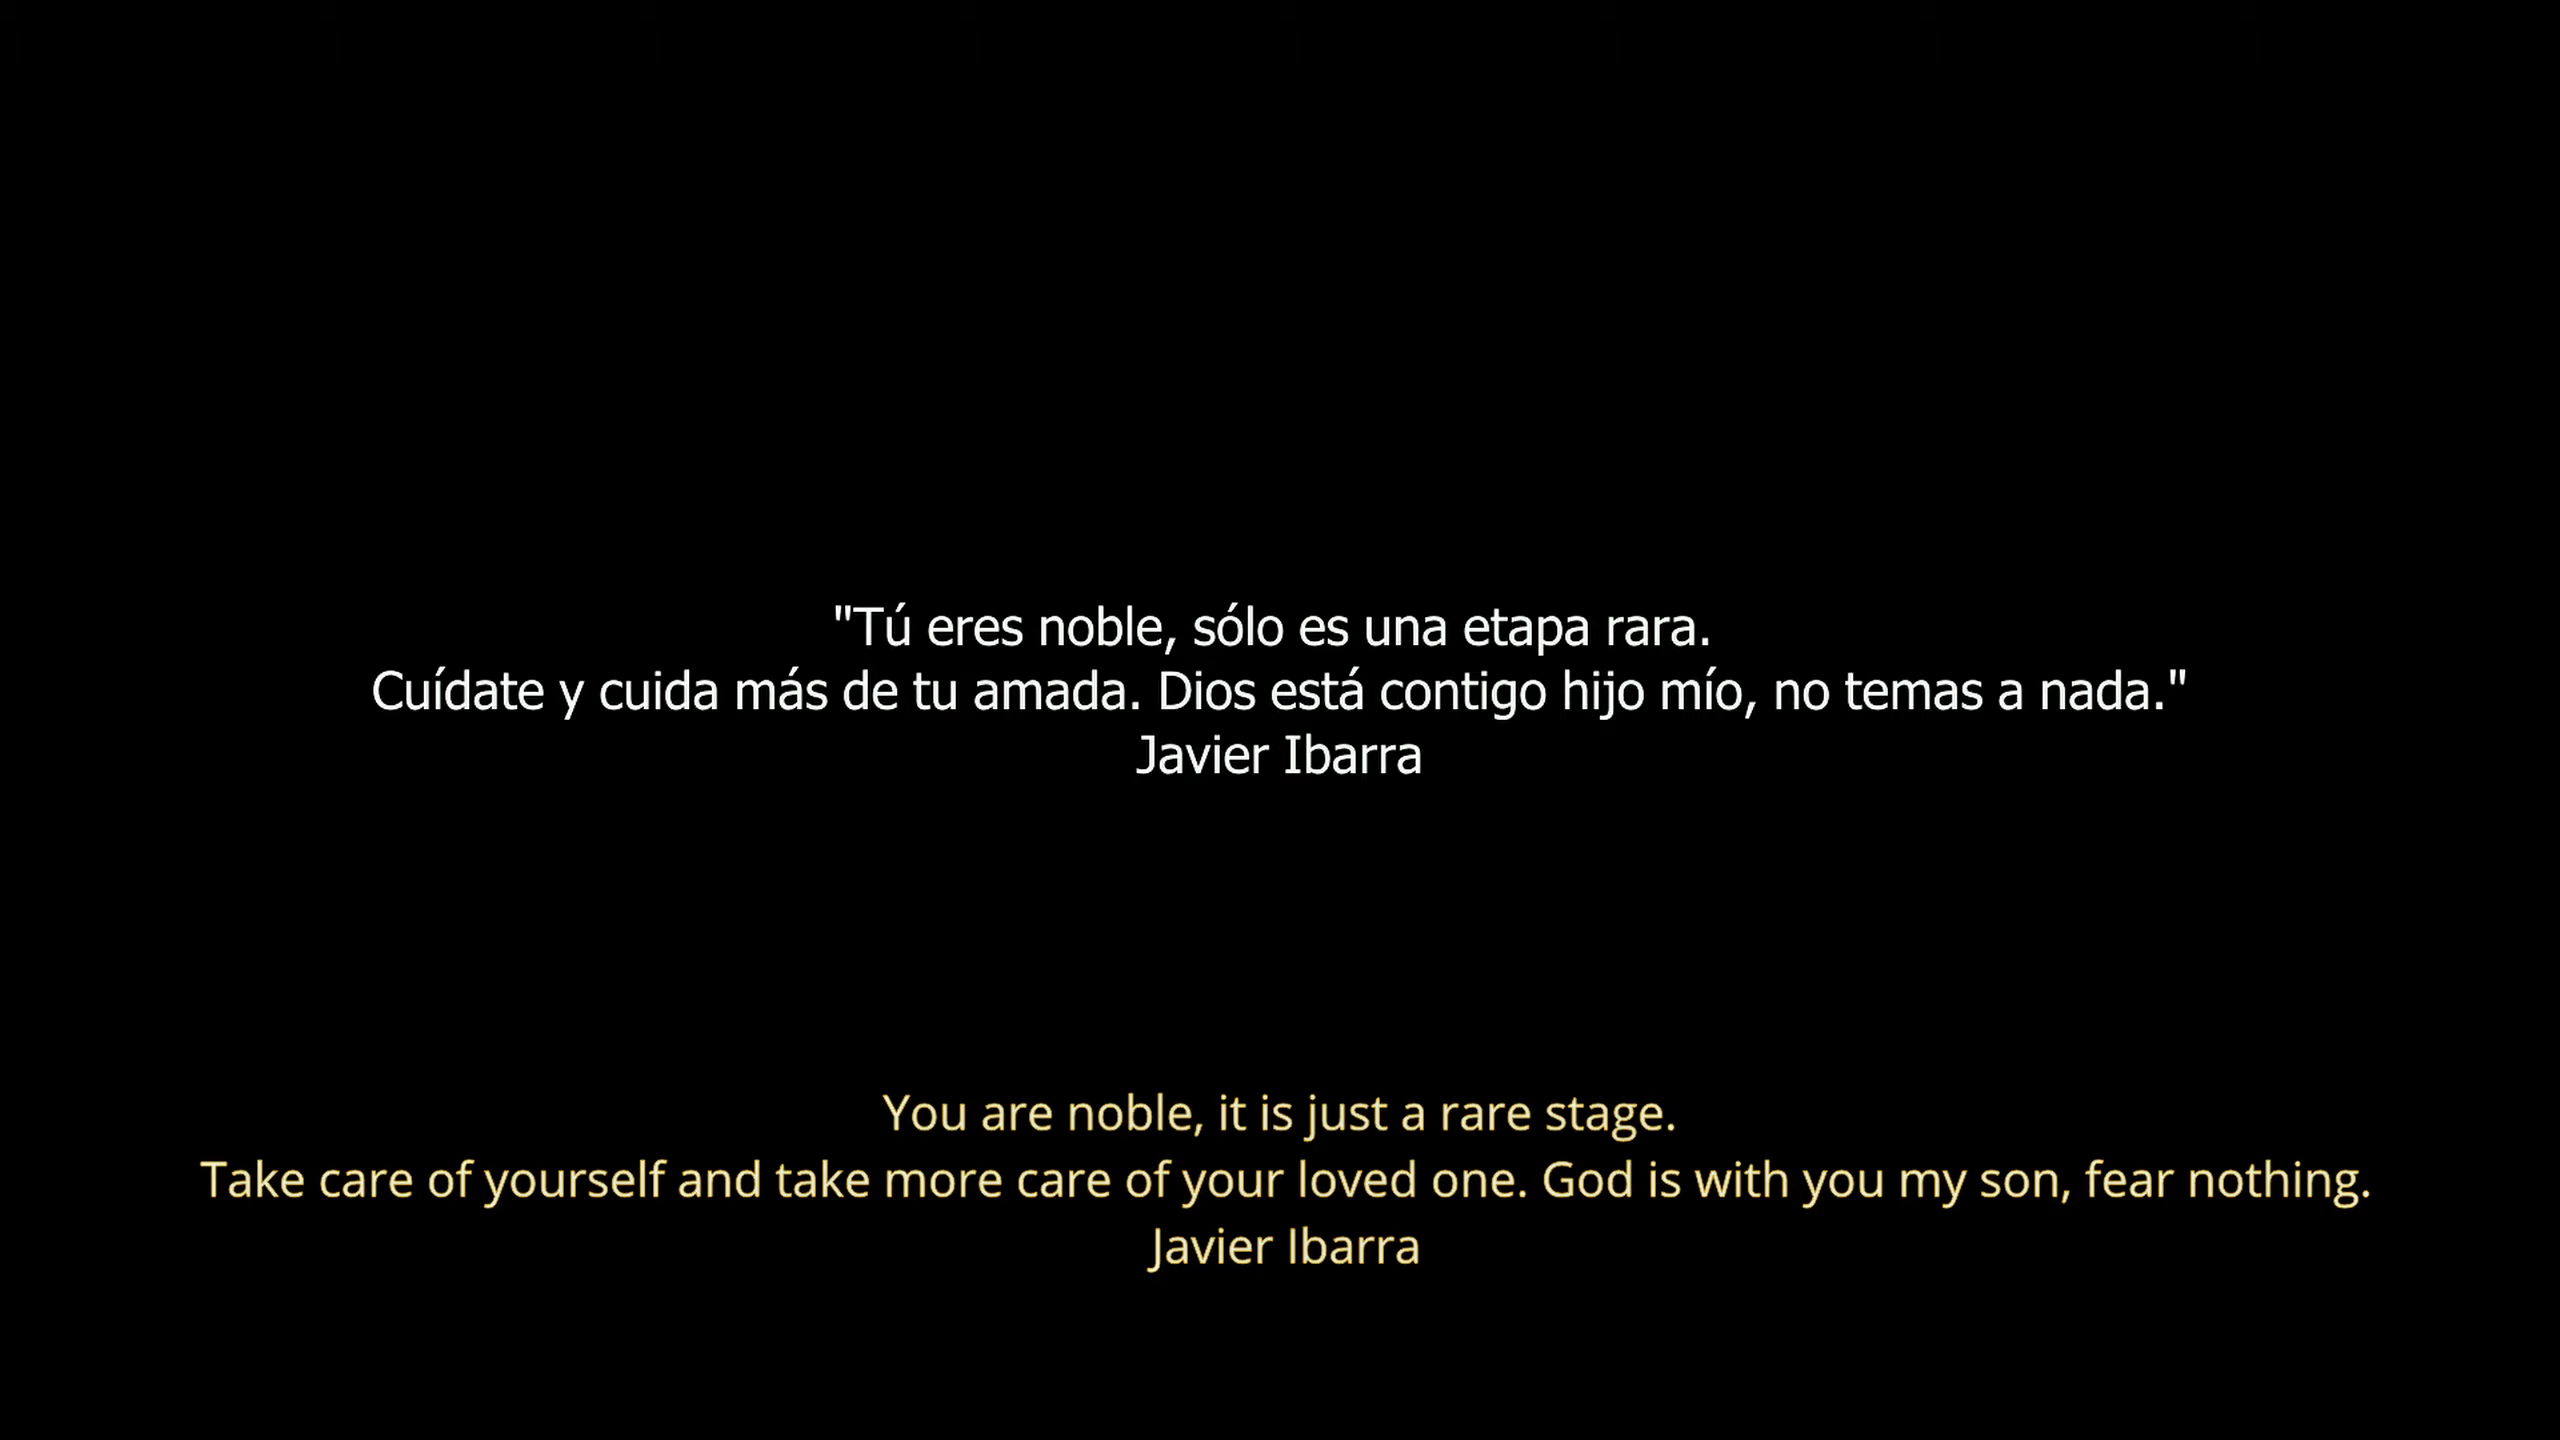 "Tú eres noble, sólo es una etapa rara.
Cuídate y cuida más de tu amada. Dios está contigo hijo mío, no temas a nada."
Javier Ibarra
You are noble, it is just a rare stage.
Take care of yourself and take more care of your loved one. God is with you my son, fear nothing.
Javier Ibarra